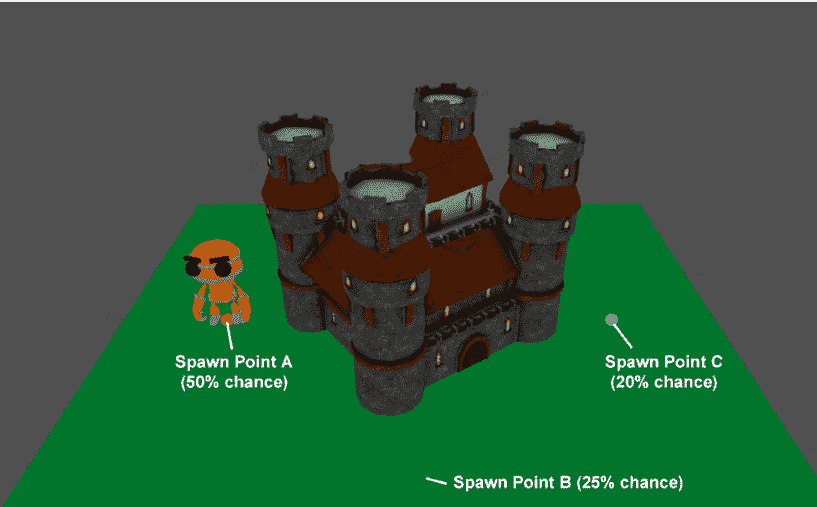 Spawn Point A
(50% chance)
Spawn Point C
(20% chance)
Spawn Point B (25% chance)